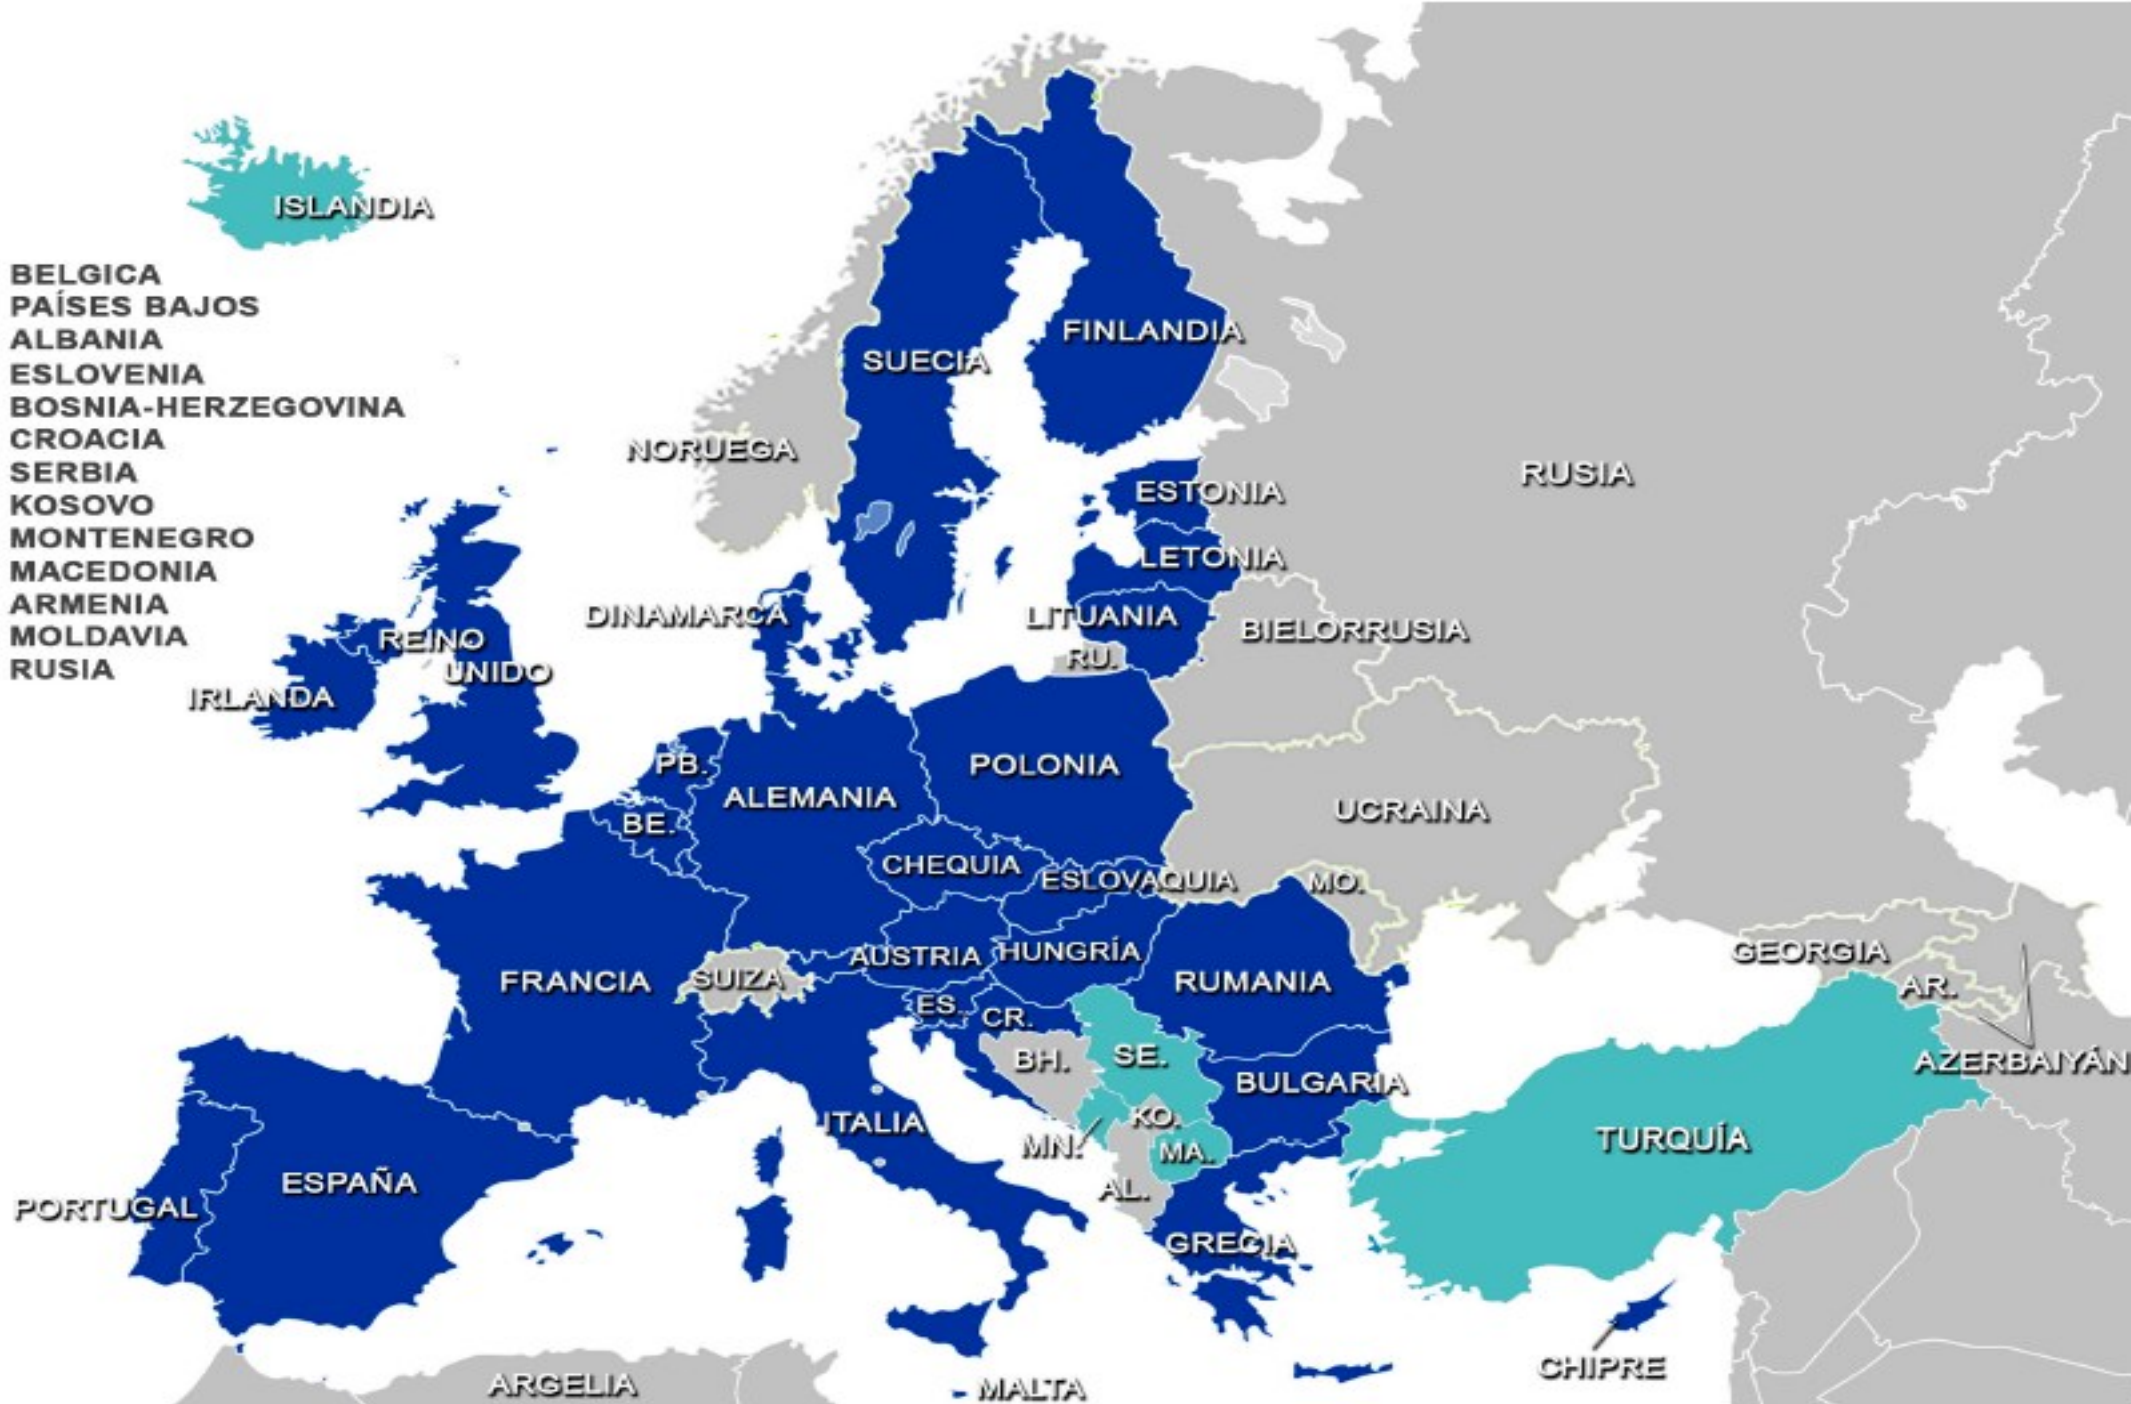 ISLANDIA
BELGICA
PAÍSES BAJOS
ALBANIA
ESLOVENIA
BOSNIA-HERZEGOVINA
CROACIA
SERBIA
KOSOVO
MONTENEGRO
MACEDONIA
ARMENIA
MOLDAVIA
RUSIA
FINLANDIA
SUECIA
NORUEGA
RUSIA
ESTONIA
LETONIA
DINAMARCA
LITUANIA
BIELORRUSIA
RU.
REINO
UNIDO
IRLANDA
PB.
ALEMANIA
POLONIA
UCRAINA
BE.
CHEQUIA
ESLOVAQUIA
MO.
AUSTRIA
HUNGRÍA
GEORGIA
FRANCIA
SUIZA
RUMANIA
AR.
ES.
CR.
BH.
SE.
AZERBAIYÁN
BULGARIA
ITALIA
KO.
MN.
MA.
TURQUÍA
ESPAÑA
AL.
PORTUGAL
GRECIA
CHIPRE
ARGELIA
MALTA